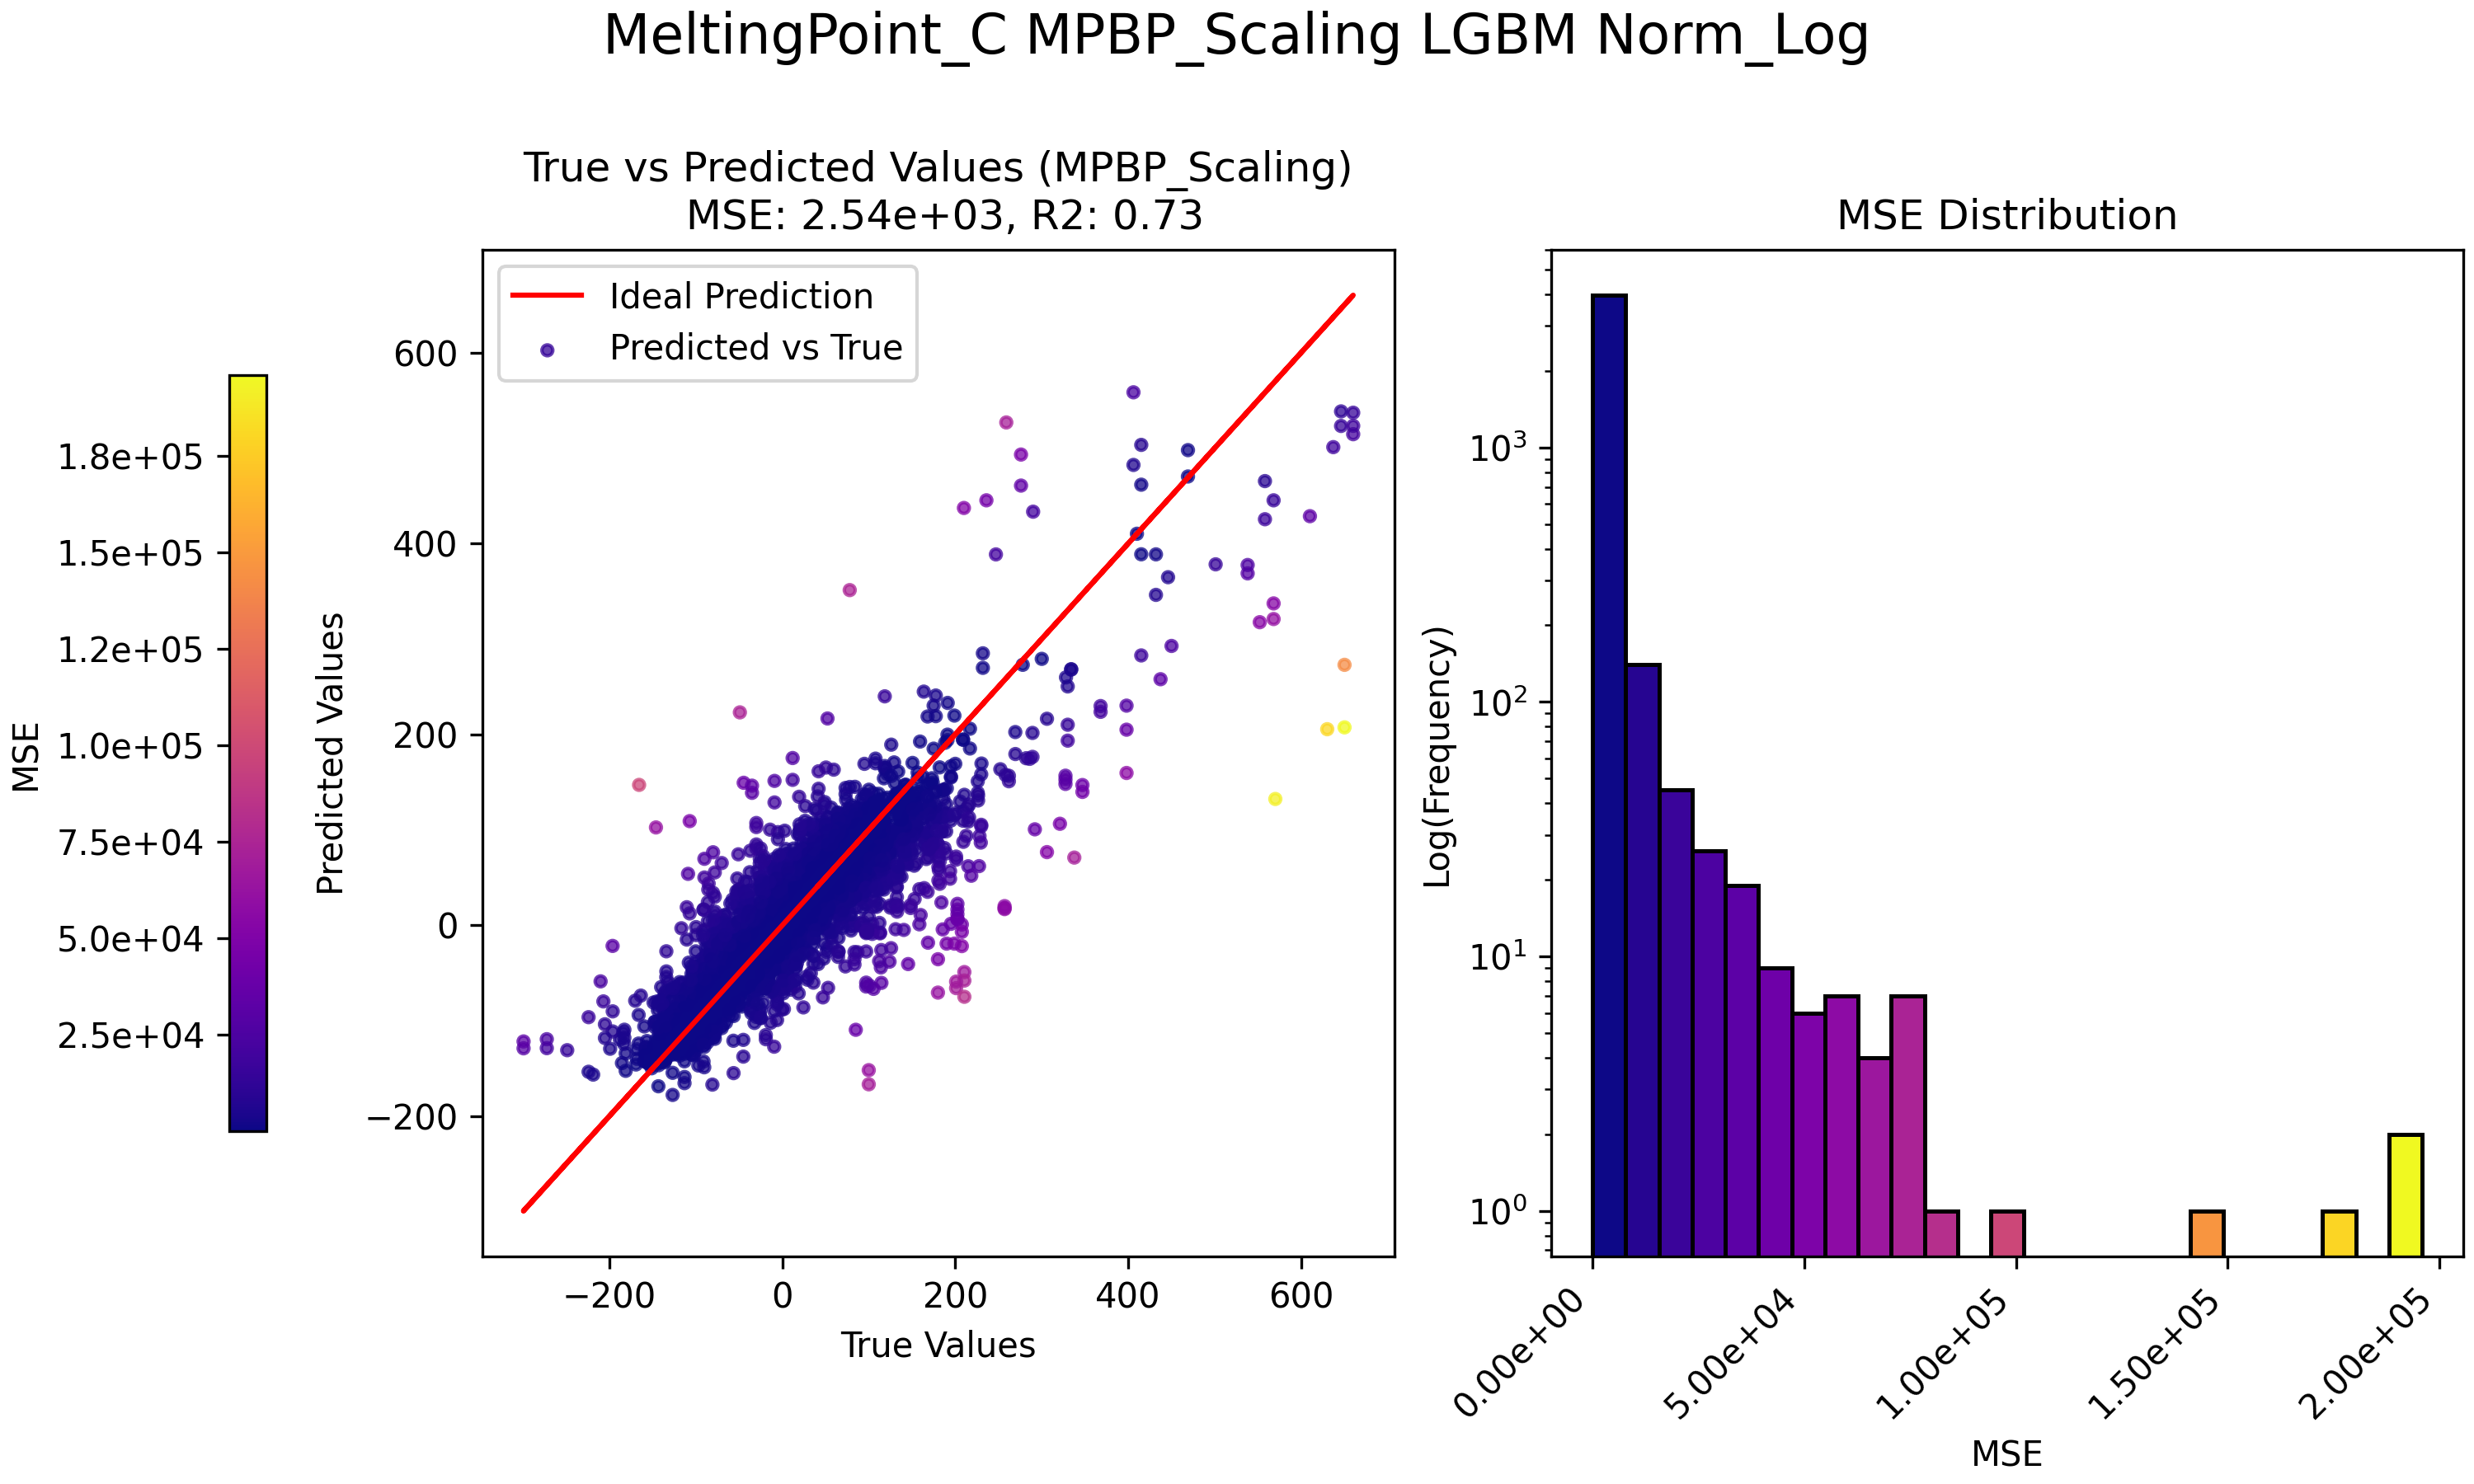 MeltingPoint_C MPBP_Scaling LGBM Norm_Log
True vs Predicted Values (MPBP_Scaling)
MSE: 2.54e+03, R2: 0.73
MSE Distribution
Ideal Prediction
Predicted vs True
MSE
1.8e+05
1.5e+05
1.2e+05
1.0e+05
7.5e+04
5.0e+04
2.5e+04
Predicted Values
600
400
200
0
−200
−200
0
200
400
600
True Values
Log(Frequency)
10³
10²
10¹
10⁰
0.00e+00
5.00e+04
1.00e+05
1.50e+05
2.00e+05
MSE